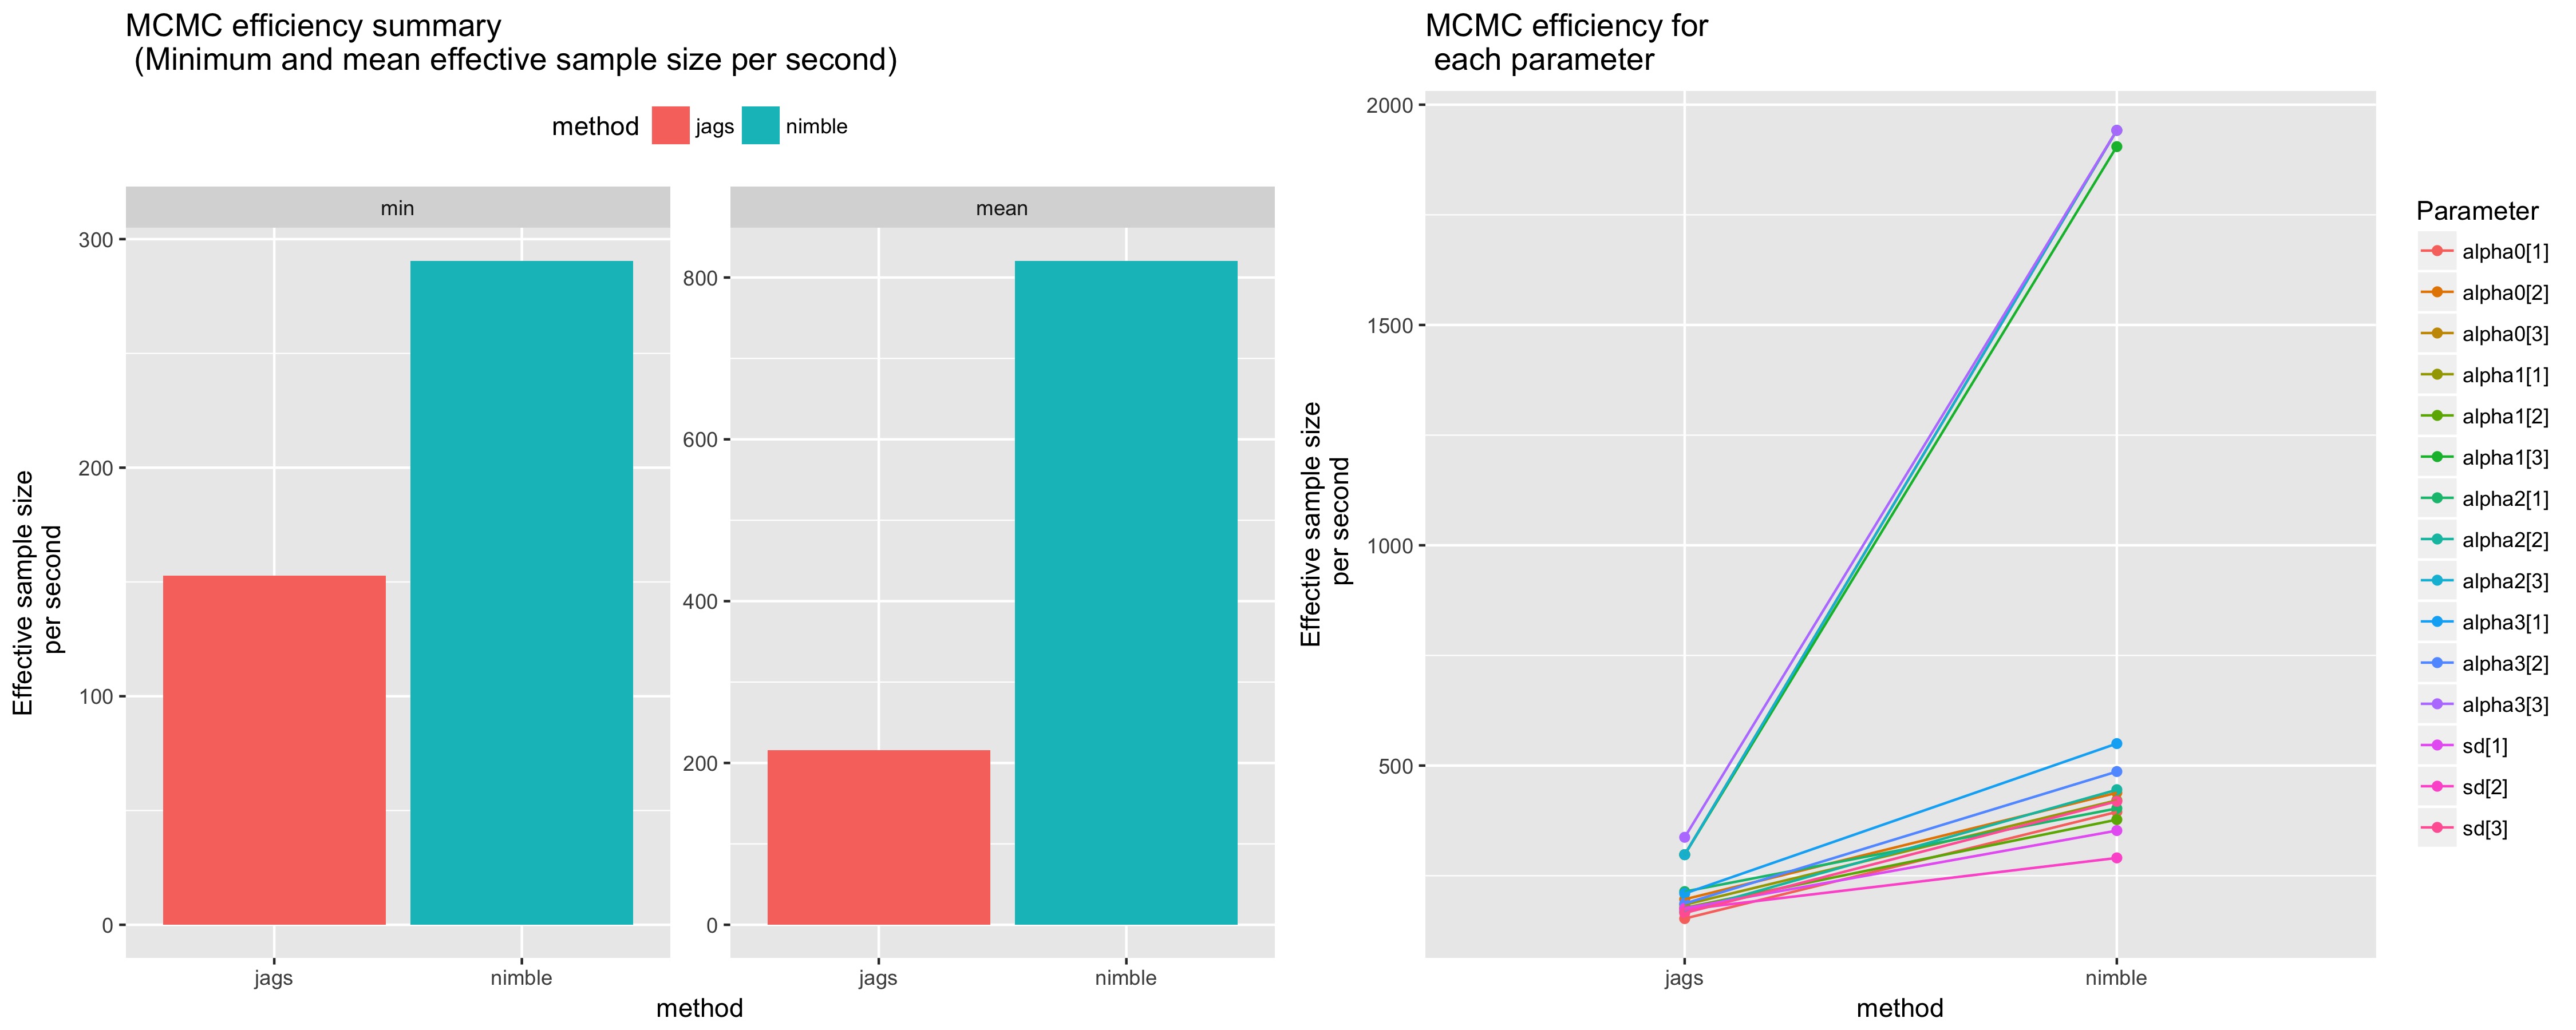 MCMC efficiency summary
(Minimum and mean effective sample size per second)
method jags nimble
min
mean
Effective sample size
per second
300
200
100
0
800
600
400
200
0
jags nimble
jags nimble
method
MCMC efficiency for
each parameter
Effective sample size
per second
2000
1500
1000
500
jags nimble
method
Parameter
alpha0[1]
alpha0[2]
alpha0[3]
alpha1[1]
alpha1[2]
alpha1[3]
alpha2[1]
alpha2[2]
alpha2[3]
alpha3[1]
alpha3[2]
alpha3[3]
sd[1]
sd[2]
sd[3]